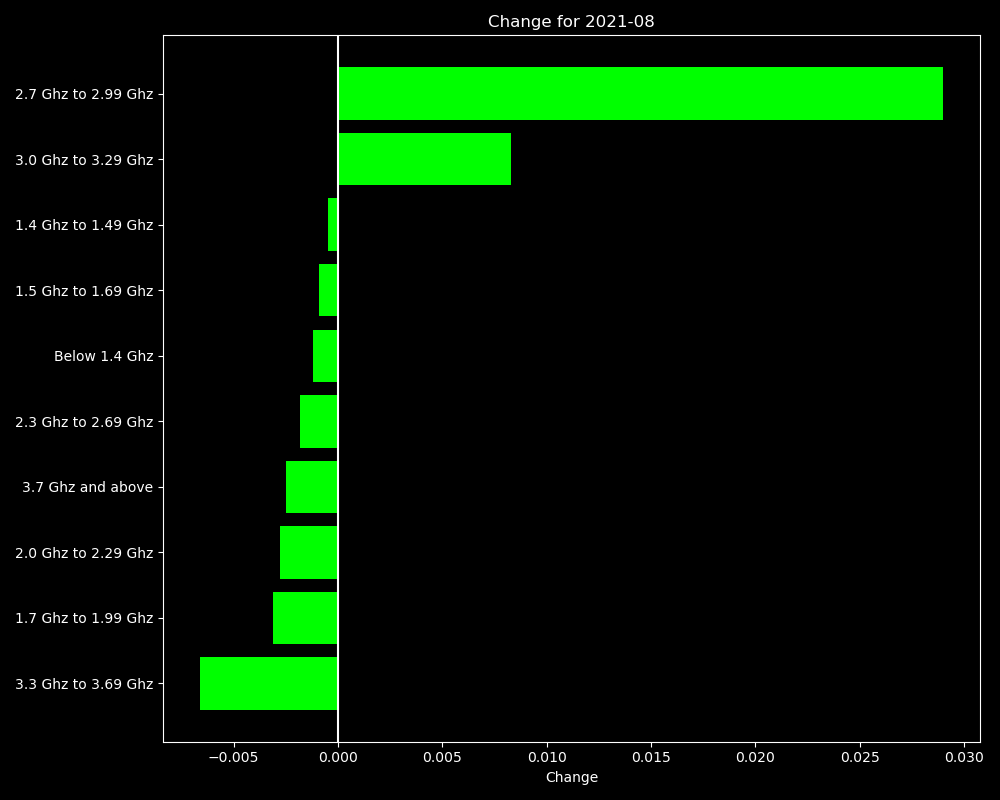 Change for 2021-08
2.7 Ghz to 2.99 Ghz
3.0 Ghz to 3.29 Ghz
1.4 Ghz to 1.49 Ghz
1.5 Ghz to 1.69 Ghz
Below 1.4 Ghz
2.3 Ghz to 2.69 Ghz
3.7 Ghz and above
2.0 Ghz to 2.29 Ghz
1.7 Ghz to 1.99 Ghz
3.3 Ghz to 3.69 Ghz
−0.005 0.000 0.005 0.010 0.015 0.020 0.025 0.030
Change